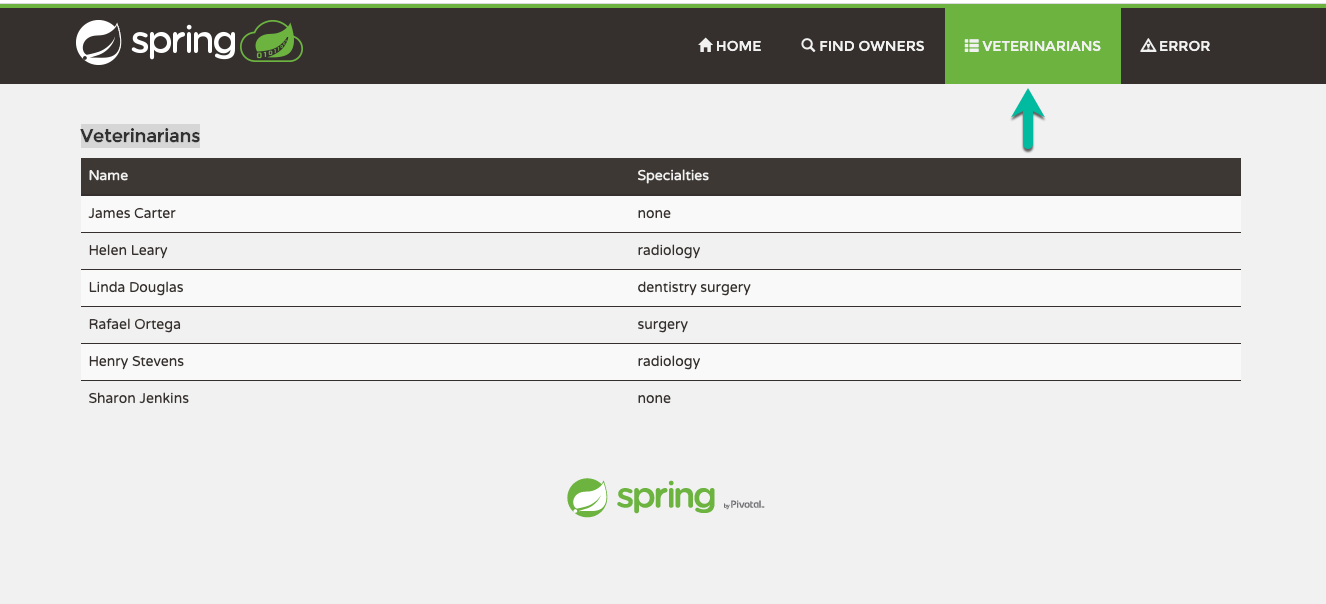 spring
HOME FIND OWNERS VETERINARIANS ERROR
Veterinarians
Name Specialties
James Carter none
Helen Leary radiology
Linda Douglas dentistry surgery
Rafael Ortega surgery
Henry Stevens radiology
Sharon Jenkins none
spring by Pivotal